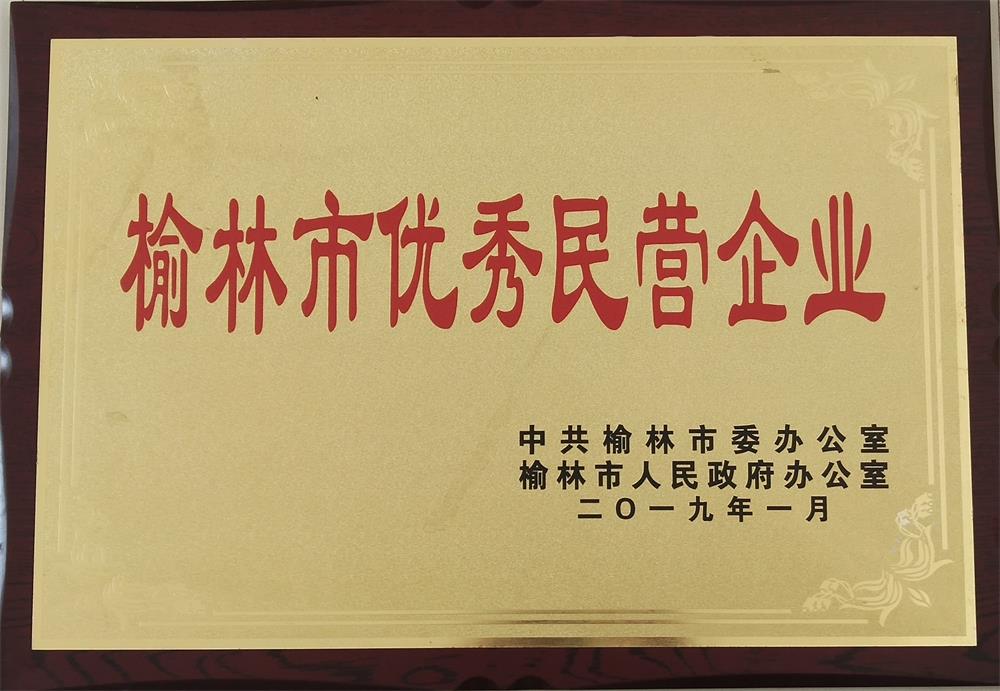 榆林市优秀民营企业
中共榆林市委办公室
榆林市人民政府办公室
二〇一九年一月